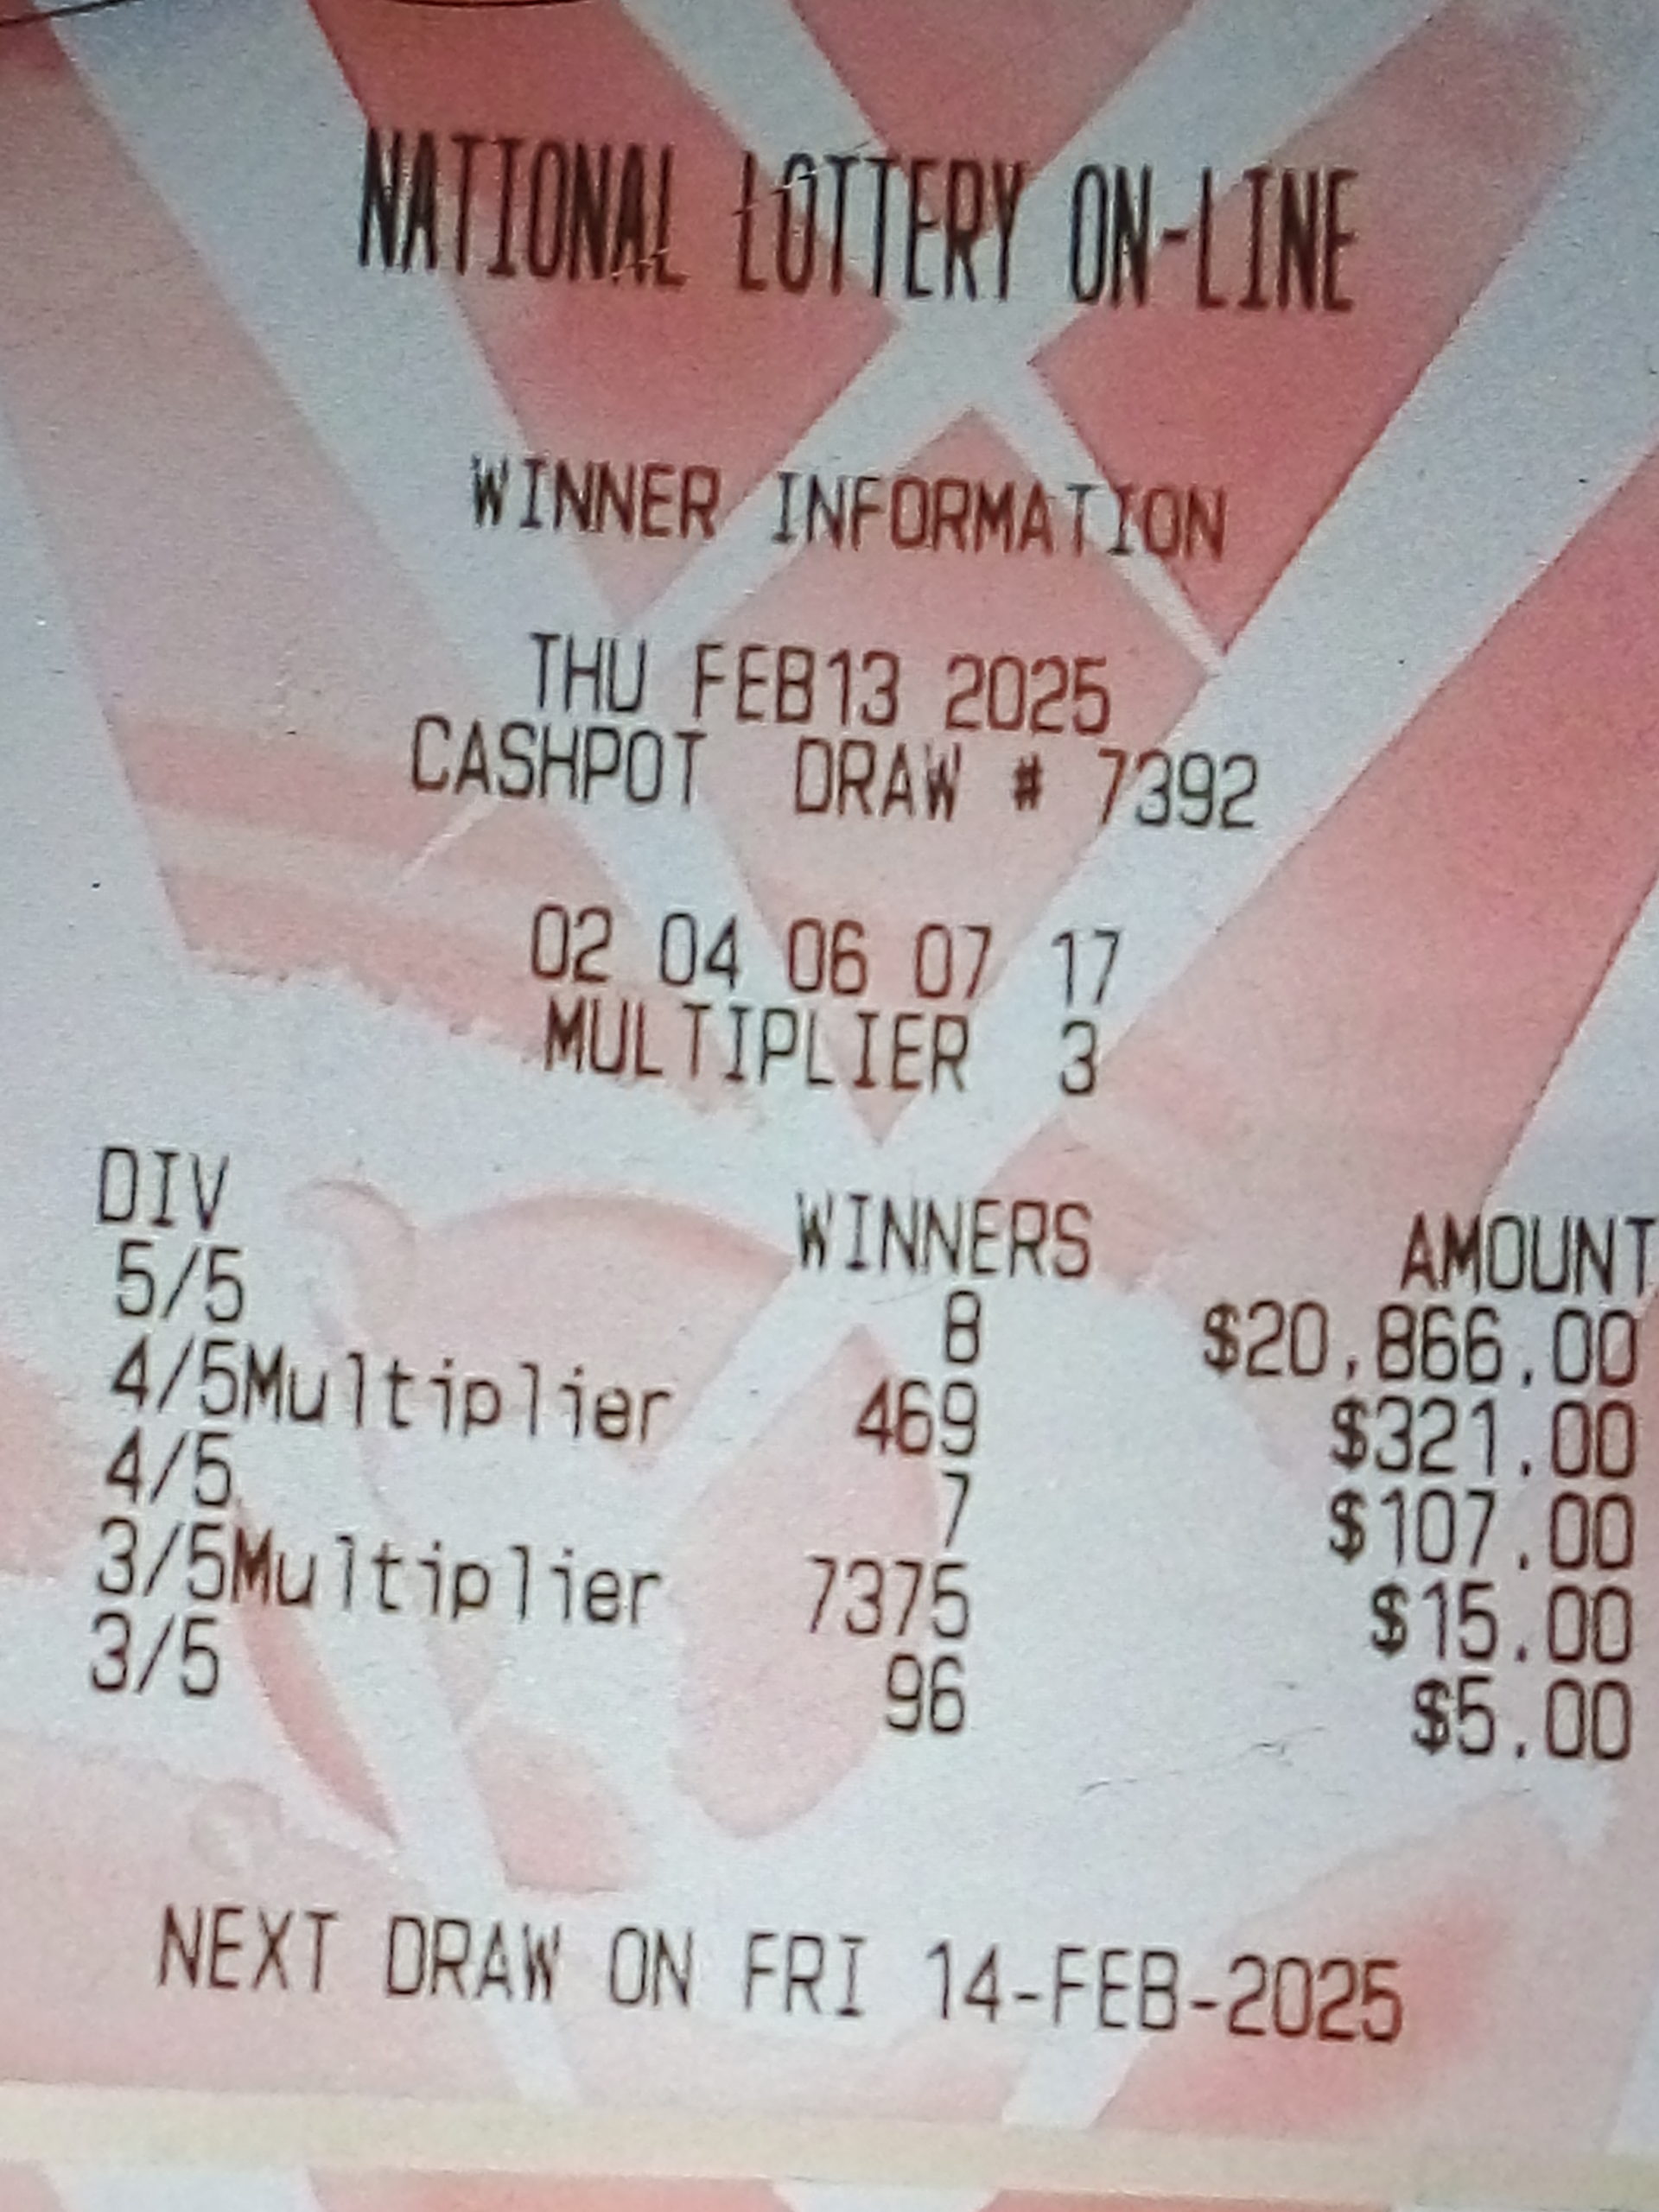 NATIONAL LOTTERY ON-LINE
WINNER INFORMATION
THU FEB13 2025
CASHPOT DRAW # 7392
02 04 06 07 17
MULTIPLIER 3
DIV WINNERS AMOUNT
5/5 8 $20,866.00
4/5Multiplier 469 $321.00
4/5 7 $107.00
3/5Multiplier 7375 $15.00
3/5 96 $5.00
NEXT DRAW ON FRI 14-FEB-2025